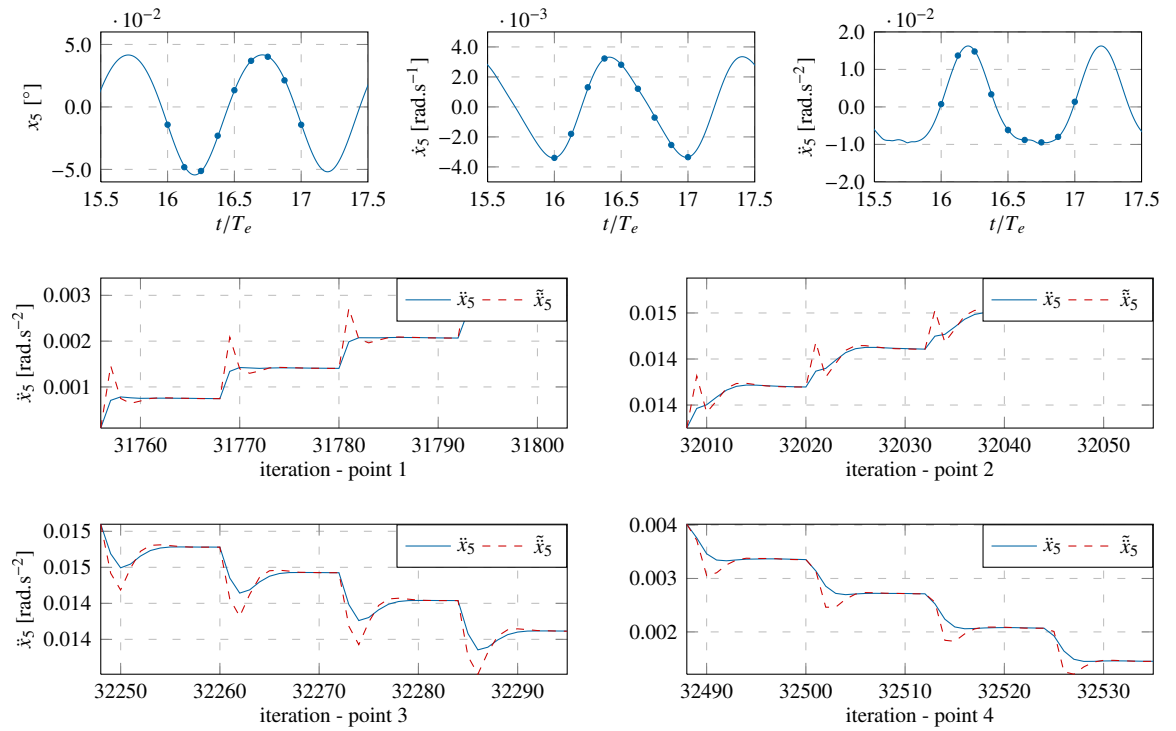 ·10⁻² ·10⁻³ ·10⁻²
5.0 4.0 2.0
2.0 1.0
0.0 0.0 0.0
−2.0 −1.0
−5.0 −4.0 −2.0
x₅ [°] ẋ₅ [rad.s⁻¹] ẍ₅ [rad.s⁻²]
15.5 16 16.5 17 17.5 15.5 16 16.5 17 17.5 15.5 16 16.5 17 17.5
t/Tₑ t/Tₑ t/Tₑ
0.003 ẍ₅ x̃̈₅ 0.015 ẍ₅ x̃̈₅
0.002 0.014
0.001 0.014
ẍ₅ [rad.s⁻²]
31760 31770 31780 31790 31800 32010 32020 32030 32040 32050
iteration - point 1 iteration - point 2
0.015 ẍ₅ x̃̈₅ 0.004 ẍ₅ x̃̈₅
0.015 0.003
0.014 0.002
0.014
ẍ₅ [rad.s⁻²]
32250 32260 32270 32280 32290 32490 32500 32510 32520 32530
iteration - point 3 iteration - point 4